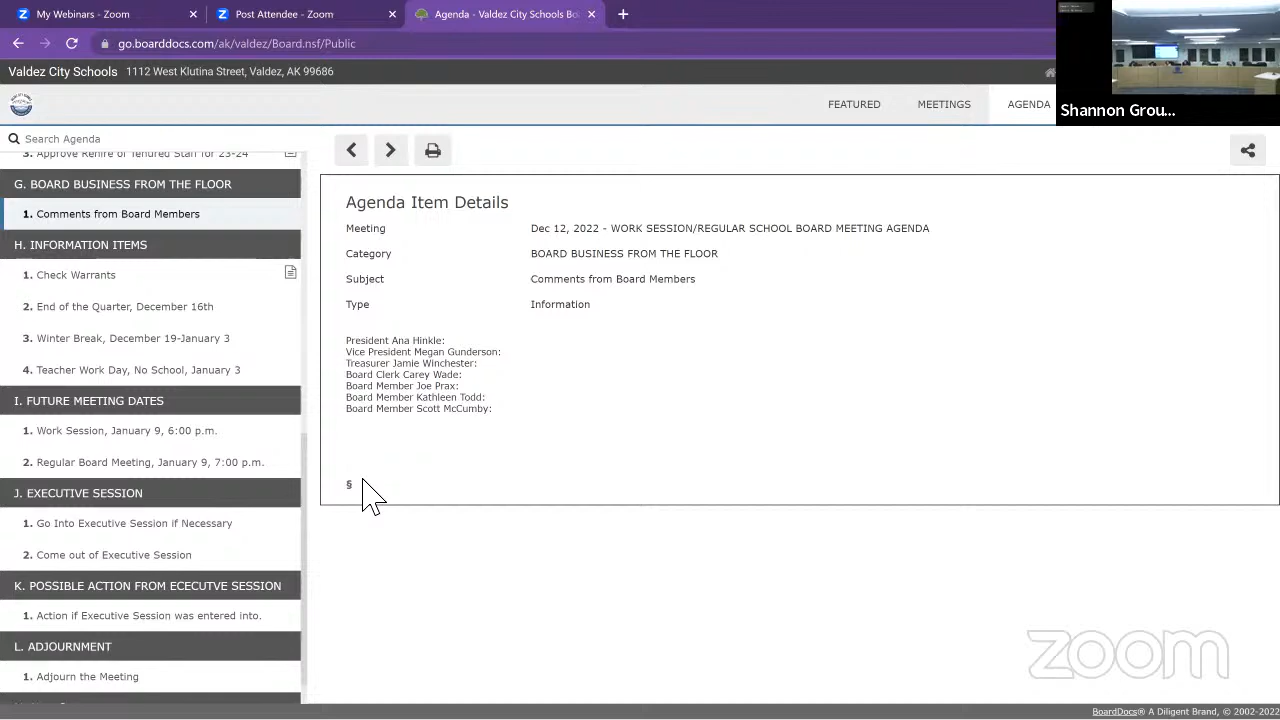 My Webinars - Zoom
Post Attendee - Zoom
Agenda - Valdez City Schools Bo
go.boarddocs.com/ak/valdez/Board.nsf/Public
Valdez City Schools 1112 West Klutina Street, Valdez, AK 99686
Shannon Grou...
FEATURED MEETINGS AGENDA
Search Agenda
3. Approve Rehire of Tenured Staff for 23-24
G. BOARD BUSINESS FROM THE FLOOR
1. Comments from Board Members
H. INFORMATION ITEMS
1. Check Warrants
2. End of the Quarter, December 16th
3. Winter Break, December 19-January 3
4. Teacher Work Day, No School, January 3
I. FUTURE MEETING DATES
1. Work Session, January 9, 6:00 p.m.
2. Regular Board Meeting, January 9, 7:00 p.m.
J. EXECUTIVE SESSION
1. Go Into Executive Session if Necessary
2. Come out of Executive Session
K. POSSIBLE ACTION FROM ECECUTVE SESSION
1. Action if Executive Session was entered into.
L. ADJOURNMENT
1. Adjourn the Meeting
Agenda Item Details
Meeting Dec 12, 2022 - WORK SESSION/REGULAR SCHOOL BOARD MEETING AGENDA
Category BOARD BUSINESS FROM THE FLOOR
Subject Comments from Board Members
Type Information
President Ana Hinkle:
Vice President Megan Gunderson:
Treasurer Jamie Winchester:
Board Clerk Carey Wade:
Board Member Joe Prax:
Board Member Kathleen Todd:
Board Member Scott McCumby:
§
zoom
BoardDocs® A Diligent Brand, © 2002-2022